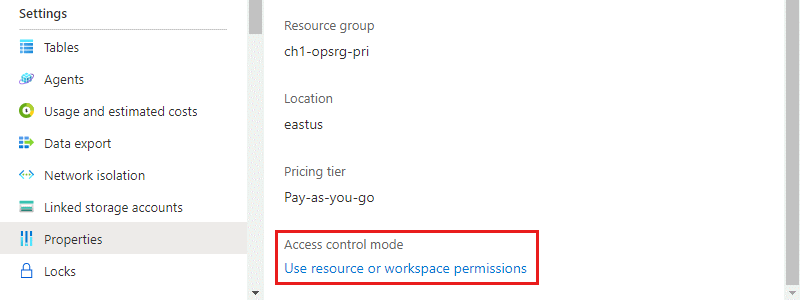 Settings
Tables
Agents
Usage and estimated costs
Data export
Network isolation
Linked storage accounts
Properties
Locks
Resource group
ch1-opsrg-pri
Location
eastus
Pricing tier
Pay-as-you-go
Access control mode
Use resource or workspace permissions